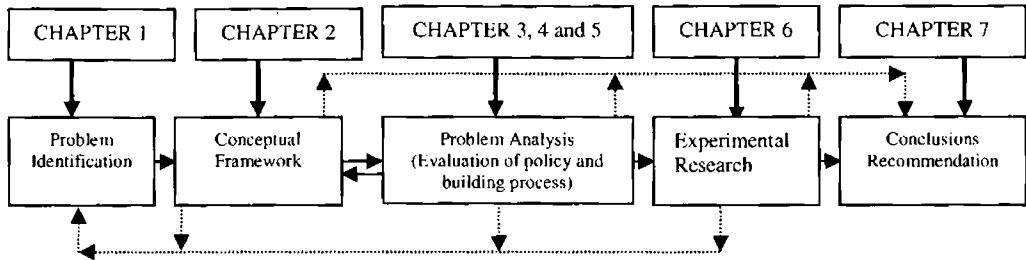 CHAPTER 1
CHAPTER 2
CHAPTER 3, 4 and 5
CHAPTER 6
CHAPTER 7
Problem
Identification
Conceptual
Framework
Problem Analysis
(Evaluation of policy and
building process)
Experimental
Research
Conclusions
Recommendation